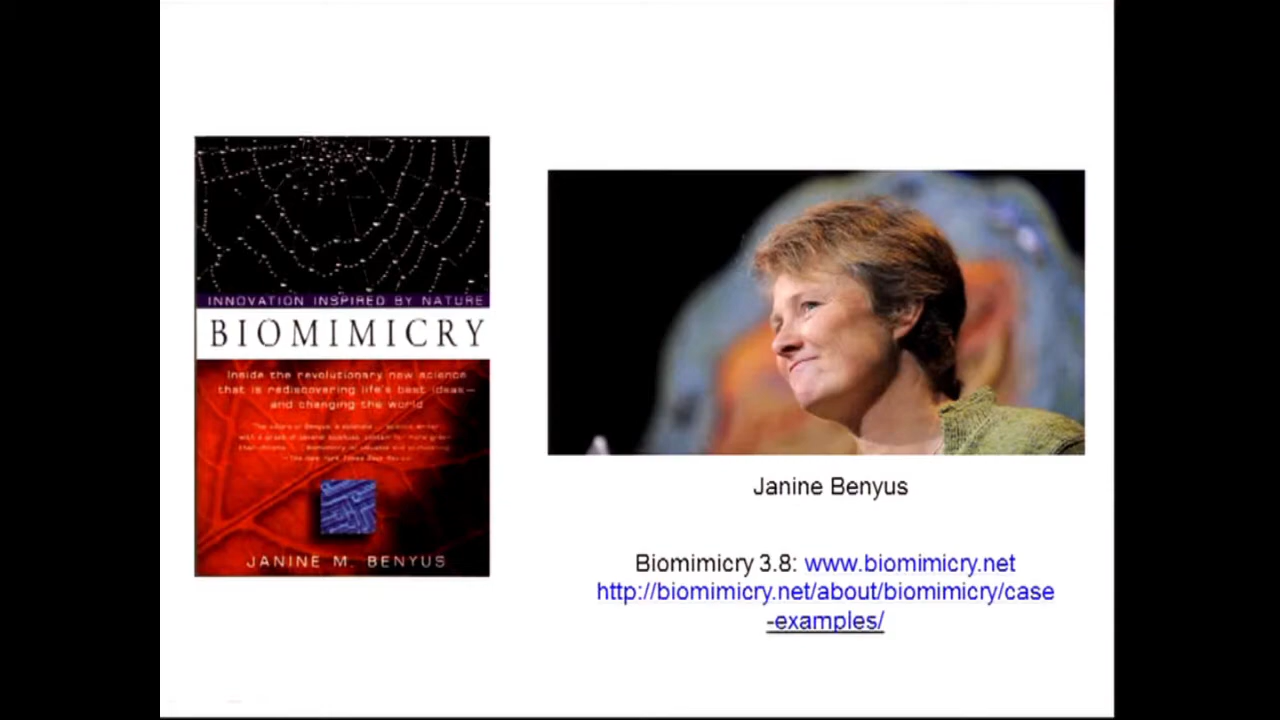 INNOVATION INSPIRED BY NATURE
BIOMIMICRY
Inside the revolutionary new science
that is rediscovering life's best ideas—
and changing the world
JANINE M. BENYUS
Janine Benyus
Biomimicry 3.8: www.biomimicry.net
http://biomimicry.net/about/biomimicry/case
-examples/